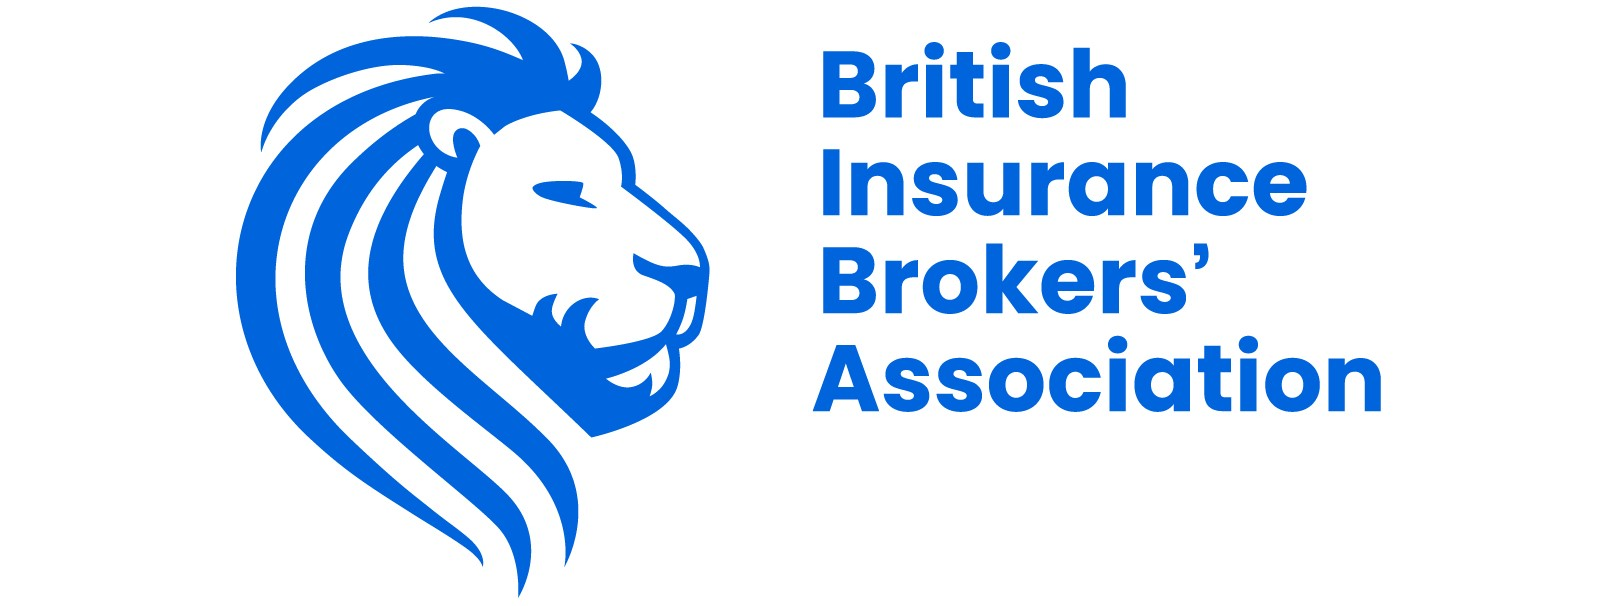 British
Insurance
Brokers’
Association